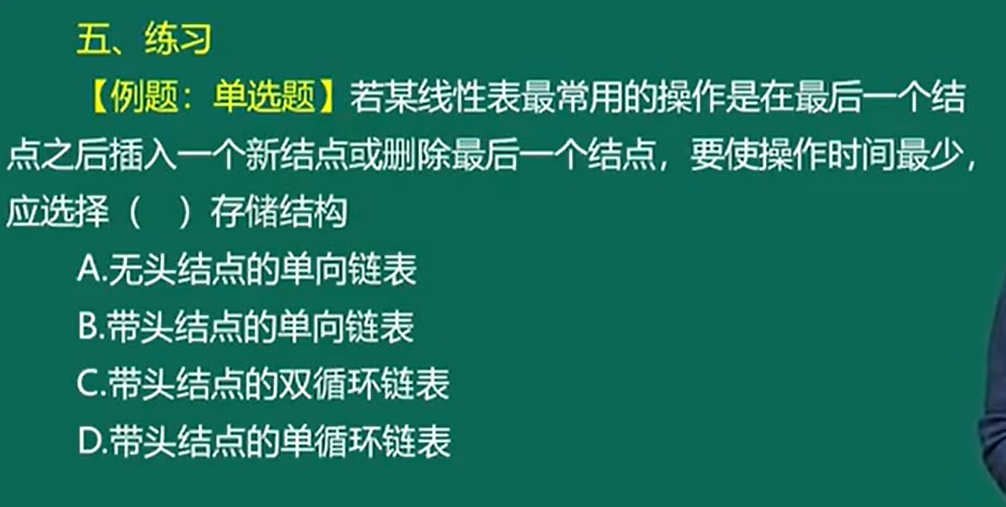 五、练习
【例题：单选题】若某线性表最常用的操作是在最后一个结
点之后插入一个新结点或删除最后一个结点，要使操作时间最少，
应选择（ ）存储结构
A.无头结点的单向链表
B.带头结点的单向链表
C.带头结点的双循环链表
D.带头结点的单循环链表